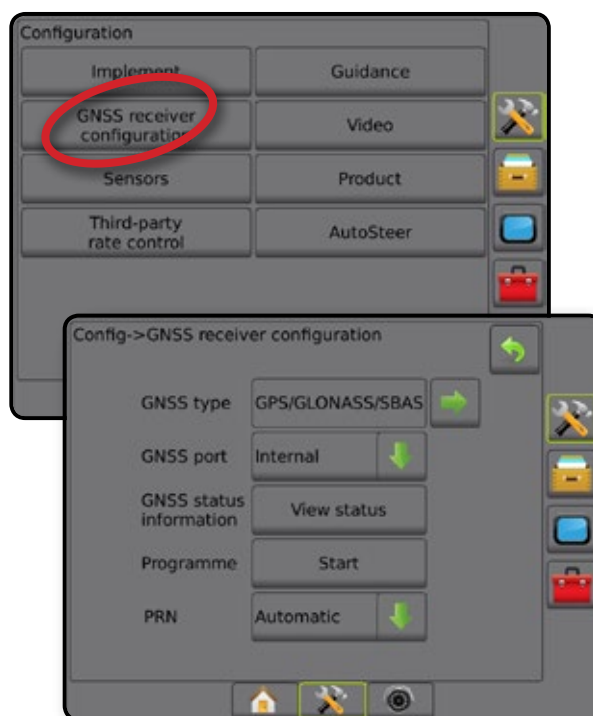 Configuration
Implement
Guidance
GNSS receiver
configuration
Video
Sensors
Product
Third-party
rate control
AutoSteer
Config->GNSS receiver configuration
GNSS type
GPS/GLONASS/SBAS
GNSS port
Internal
GNSS status
information
View status
Programme
Start
PRN
Automatic